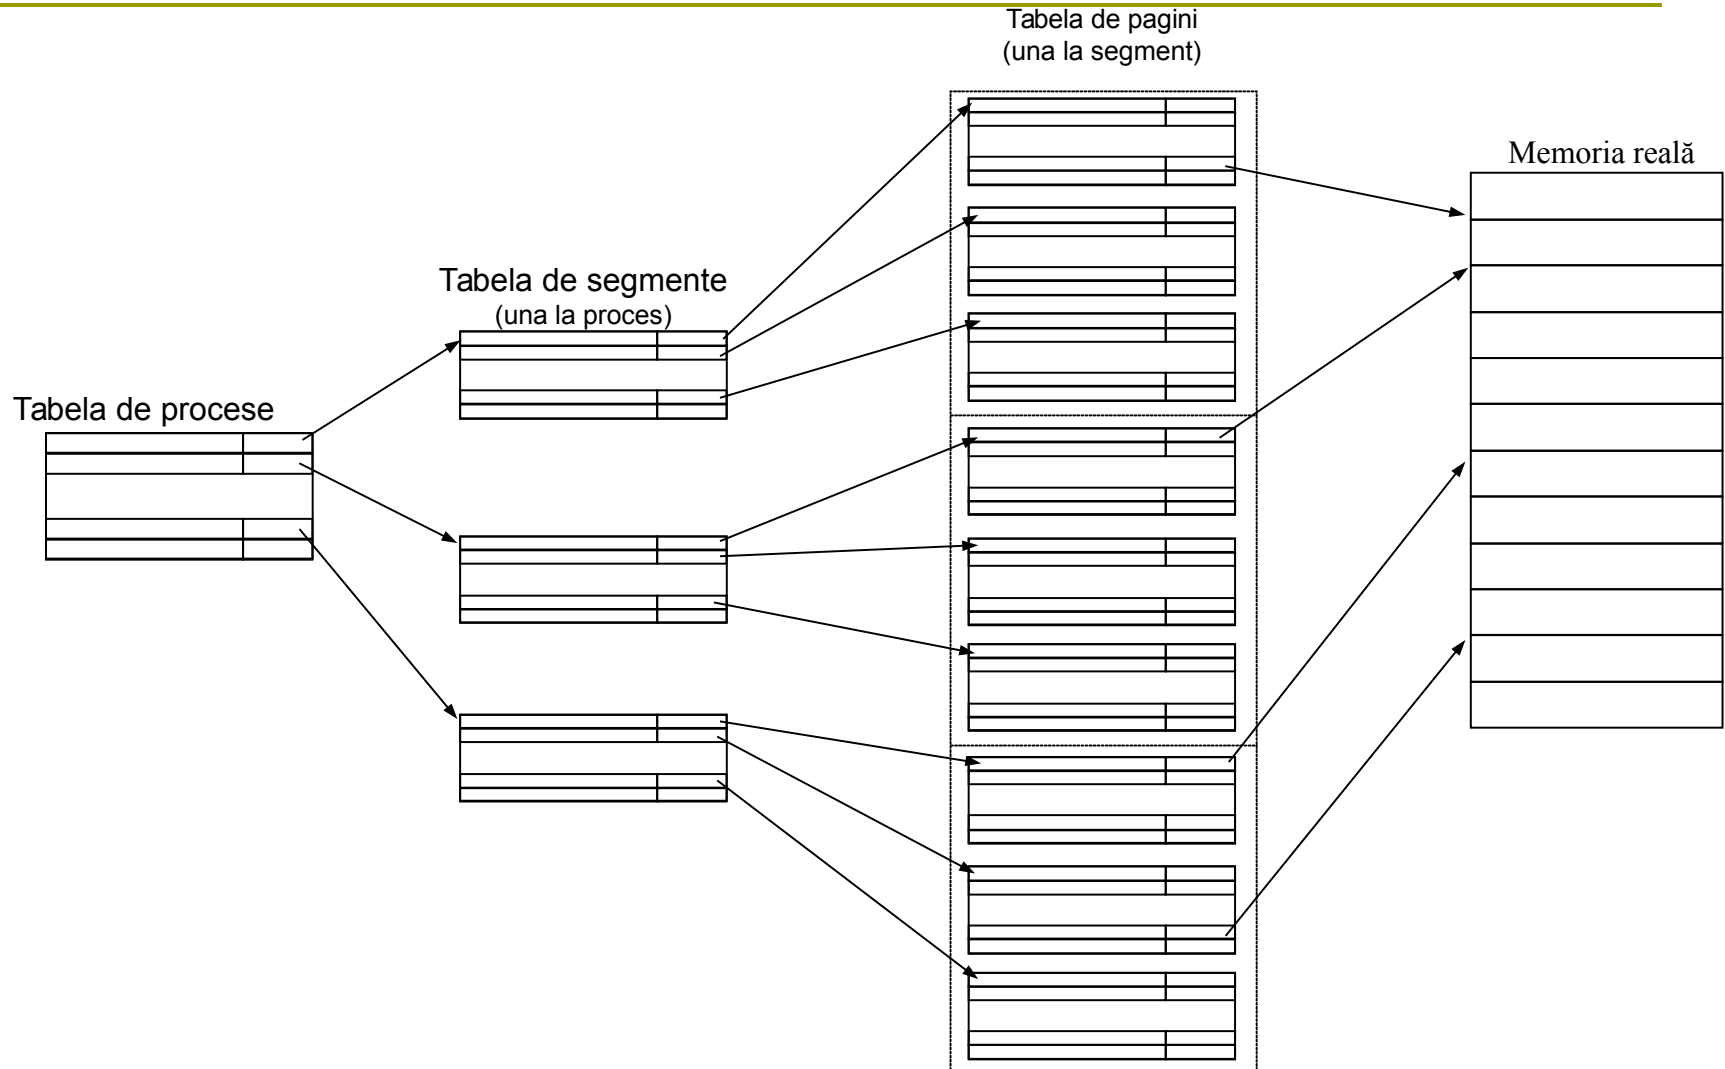 Tabela de pagini
(una la segment)
Memoria reală
Tabela de segmente
(una la proces)
Tabela de procese